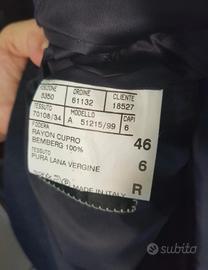 POSIZIONE ORDINE CLIENTE
8350 61132 18527
TESSUTO MODELLO CAPI
70108/34 A 51215/99 6
FODERA
RAYON CUPRO 46
BEMBERG 100%
TESSUTO 6
PURA LANA VERGINE
R
MADE IN ITALY
subito